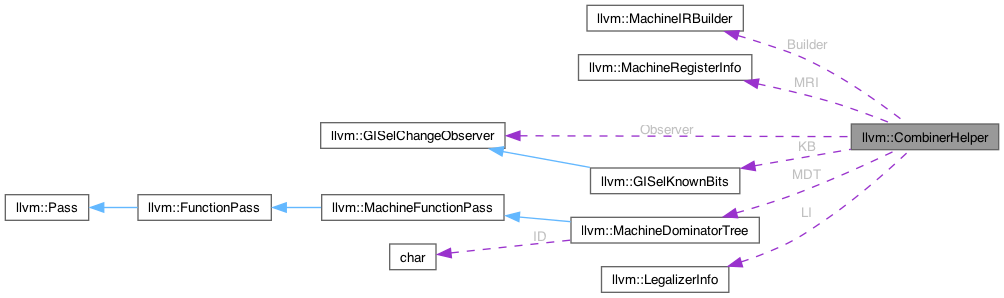 llvm::MachineIRBuilder
Builder
llvm::MachineRegisterInfo
MRI
llvm::GISelChangeObserver
Observer
llvm::CombinerHelper
KB
llvm::GISelKnownBits
MDT
llvm::Pass
llvm::FunctionPass
llvm::MachineFunctionPass
LI
llvm::MachineDominatorTree
ID
char
llvm::LegalizerInfo